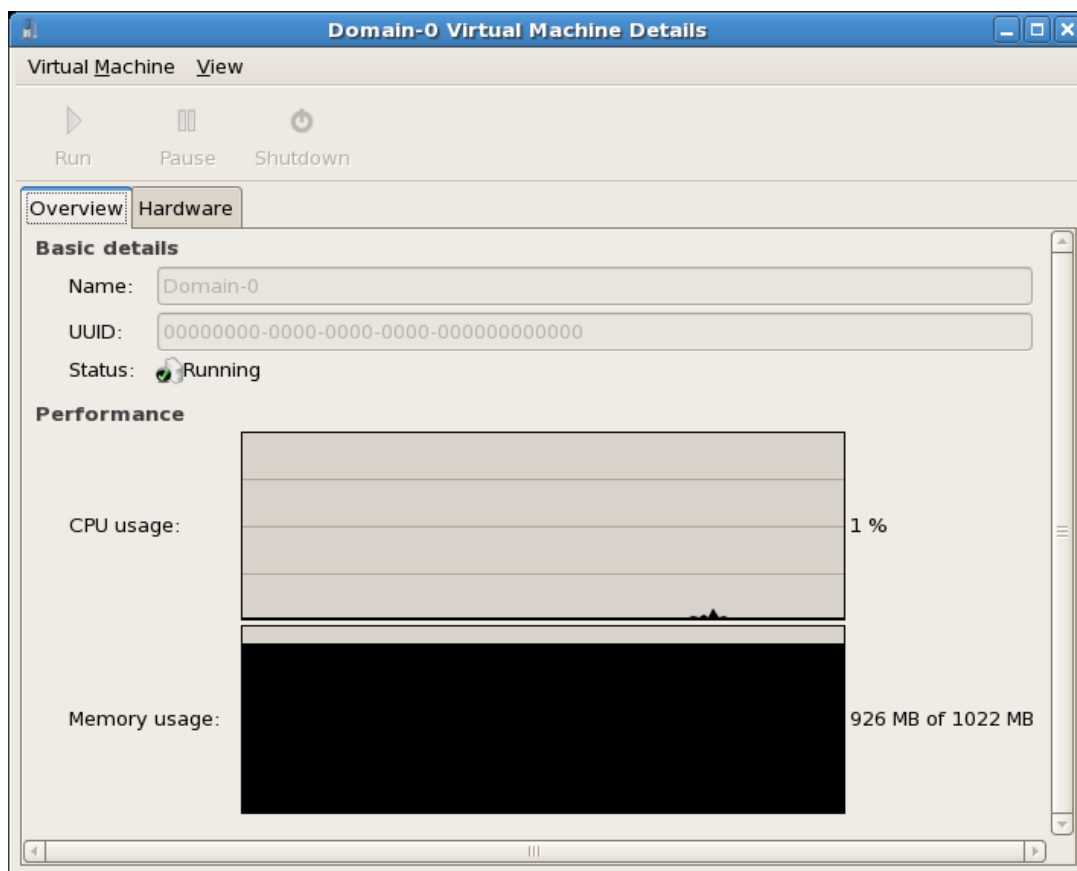 Domain-0 Virtual Machine Details
Virtual Machine View
Run Pause Shutdown
Overview Hardware
Basic details
Name: Domain-0
UUID: 00000000-0000-0000-0000-000000000000
Status: Running
Performance
CPU usage: 1 %
Memory usage: 926 MB of 1022 MB